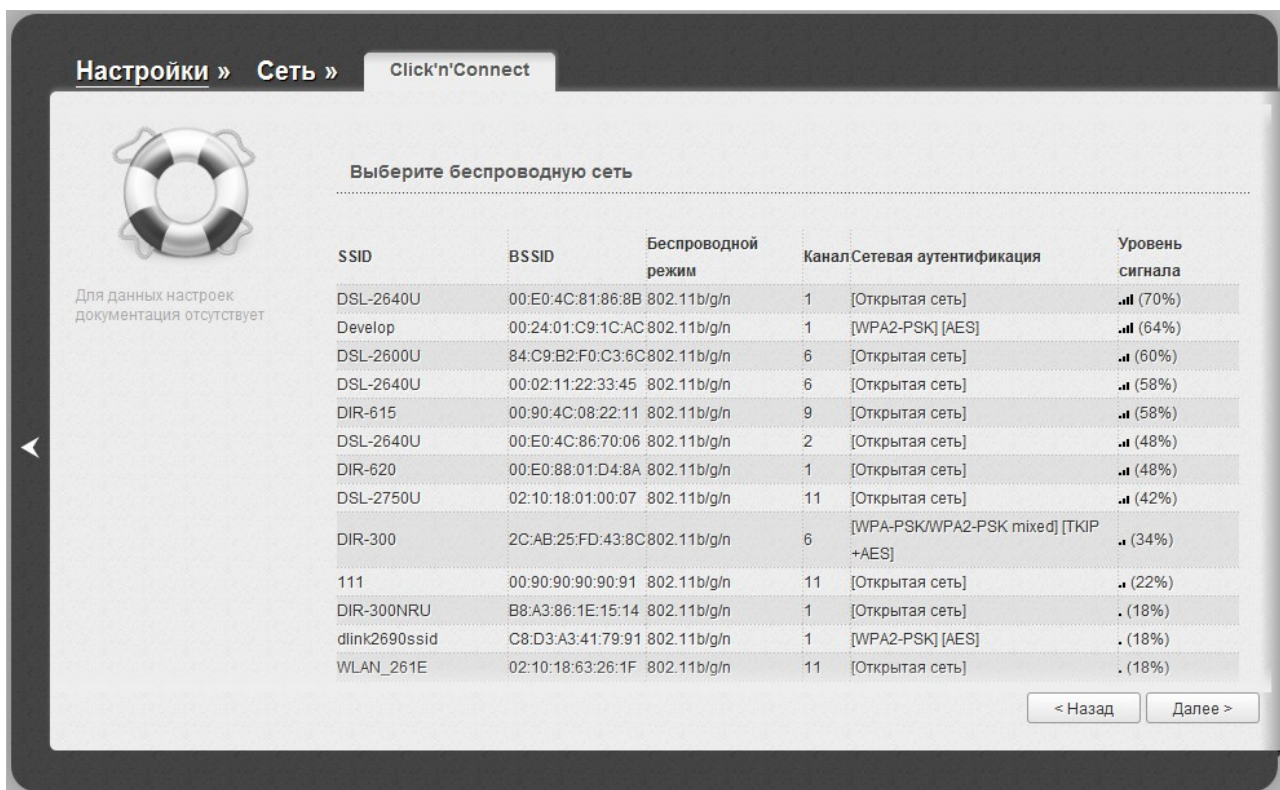 Настройки » Сеть » Click'n'Connect
Выберите беспроводную сеть
Для данных настроек
документация отсутствует
SSID BSSID Беспроводной режим Канал Сетевая аутентификация Уровень сигнала
DSL-2640U 00:E0:4C:81:86:8B 802.11b/g/n 1 [Открытая сеть] (70%)
Develop 00:24:01:C9:1C:AC 802.11b/g/n 1 [WPA2-PSK] [AES] (64%)
DSL-2600U 84:C9:B2:F0:C3:6C 802.11b/g/n 6 [Открытая сеть] (60%)
DSL-2640U 00:02:11:22:33:45 802.11b/g/n 6 [Открытая сеть] (58%)
DIR-615 00:90:4C:08:22:11 802.11b/g/n 9 [Открытая сеть] (58%)
DSL-2640U 00:E0:4C:86:70:06 802.11b/g/n 2 [Открытая сеть] (48%)
DIR-620 00:E0:88:01:D4:8A 802.11b/g/n 1 [Открытая сеть] (48%)
DSL-2750U 02:10:18:01:00:07 802.11b/g/n 11 [Открытая сеть] (42%)
DIR-300 2C:AB:25:FD:43:8C 802.11b/g/n 6 [WPA-PSK/WPA2-PSK mixed] [TKIP +AES] (34%)
111 00:90:90:90:90:91 802.11b/g/n 11 [Открытая сеть] (22%)
DIR-300NRU B8:A3:86:1E:15:14 802.11b/g/n 1 [Открытая сеть] (18%)
dlink2690ssid C8:D3:A3:41:79:91 802.11b/g/n 1 [WPA2-PSK] [AES] (18%)
WLAN_261E 02:10:18:63:26:1F 802.11b/g/n 11 [Открытая сеть] (18%)
< Назад Далее >